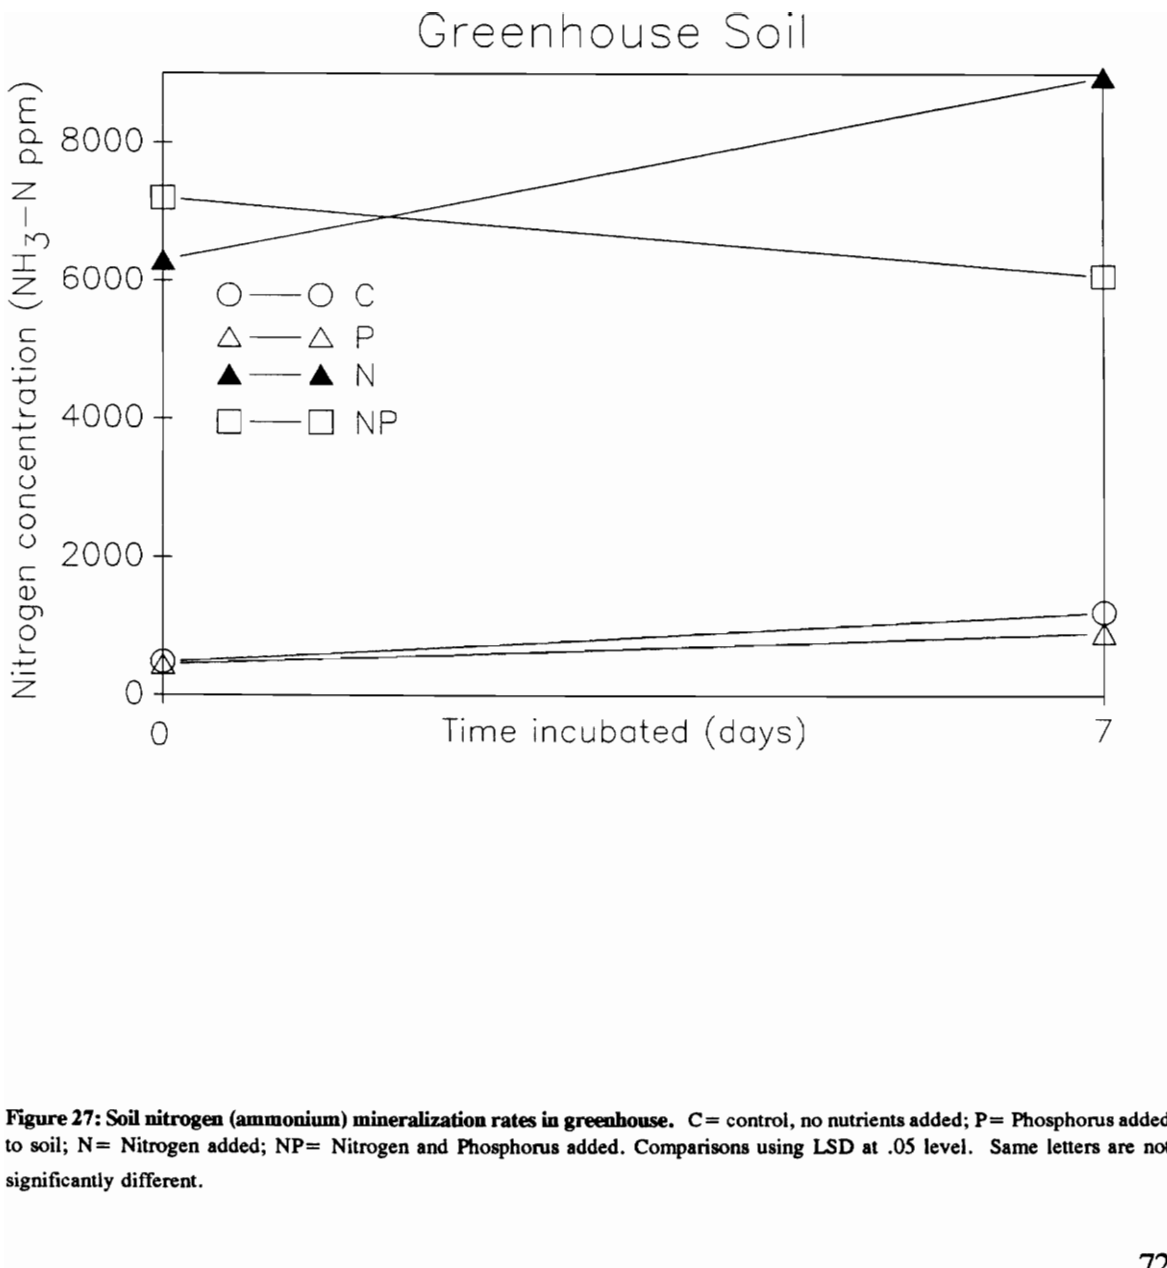 Greenhouse Soil
Nitrogen concentration (NH3-N ppm)
8000
6000
4000
2000
0
C
P
N
NP
0
Time incubated (days)
7
Figure 27: Soil nitrogen (ammonium) mineralization rates in greenhouse. C= control, no nutrients added; P= Phosphorus added
to soil; N= Nitrogen added; NP= Nitrogen and Phosphorus added. Comparisons using LSD at .05 level. Same letters are not
significantly different.
72